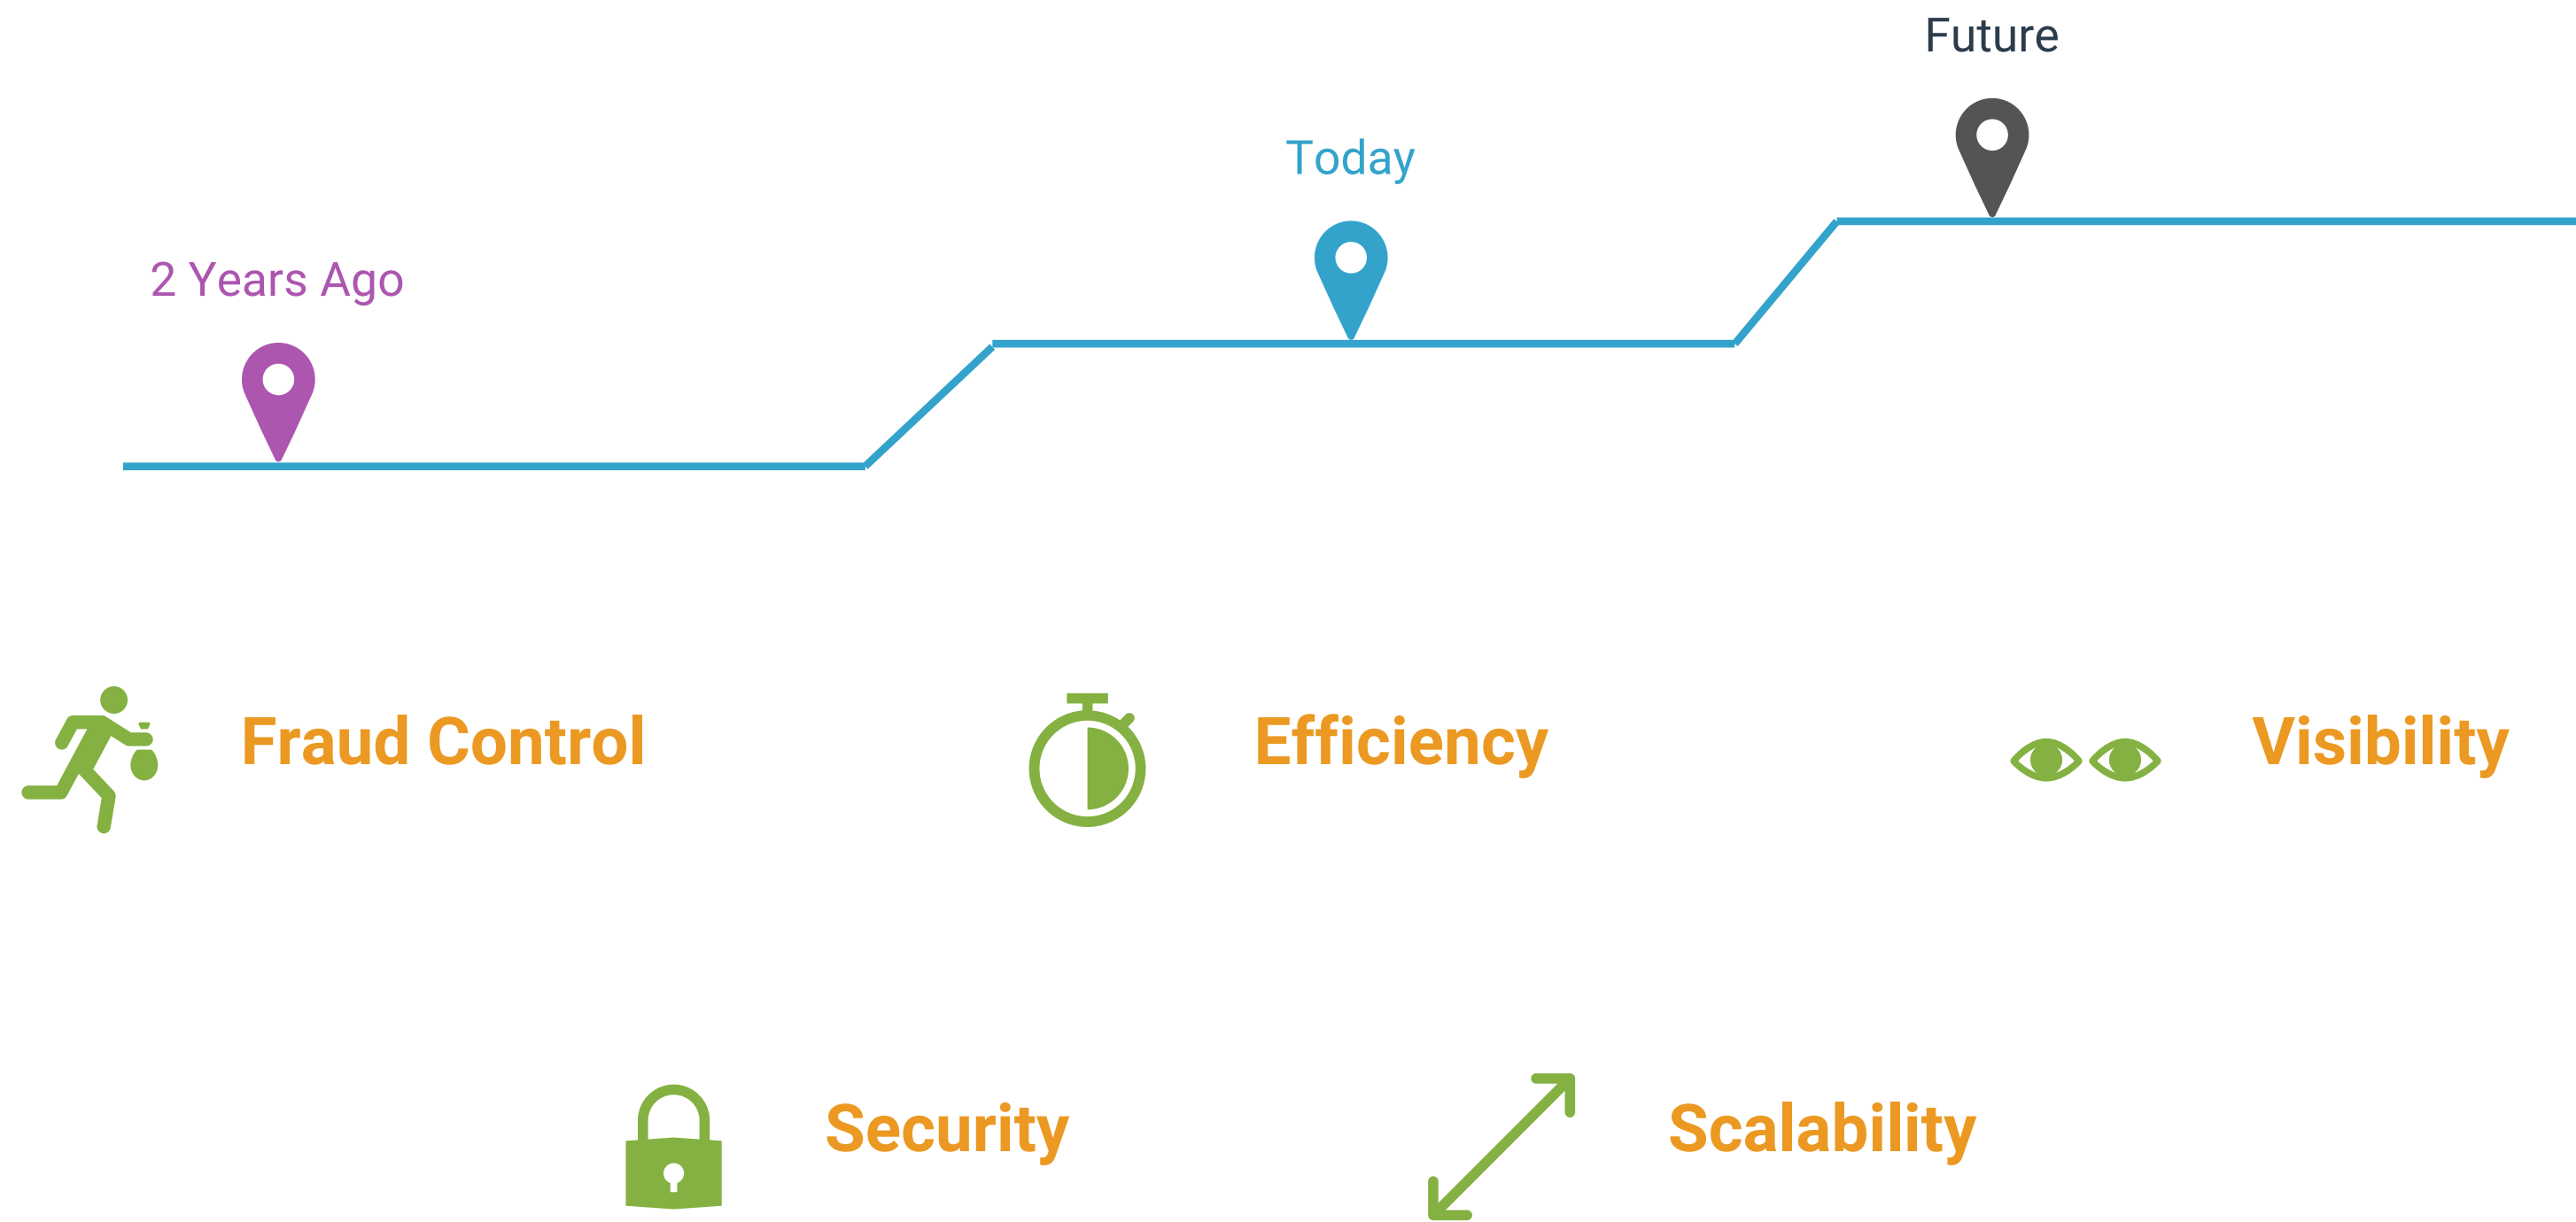 Future
Today
2 Years Ago
Fraud Control
Efficiency
Visibility
Security
Scalability